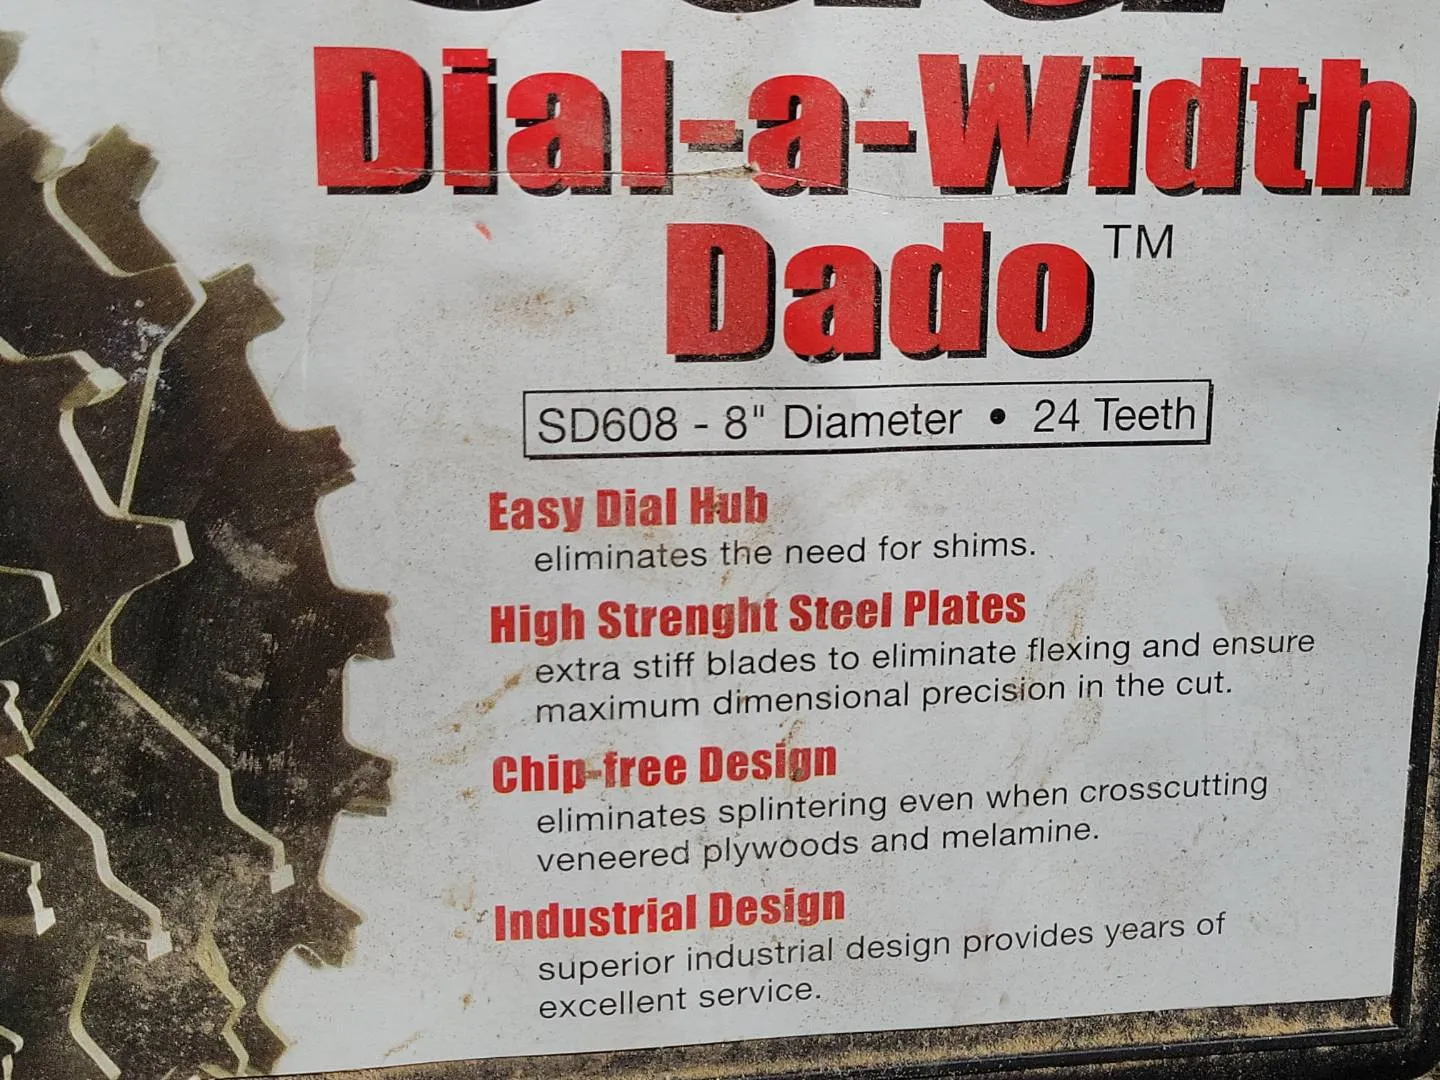 Dial-a-Width
Dado™
SD608 - 8" Diameter • 24 Teeth
Easy Dial Hub
eliminates the need for shims.
High Strenght Steel Plates
extra stiff blades to eliminate flexing and ensure
maximum dimensional precision in the cut.
Chip-free Design
eliminates splintering even when crosscutting
veneered plywoods and melamine.
Industrial Design
superior industrial design provides years of
excellent service.